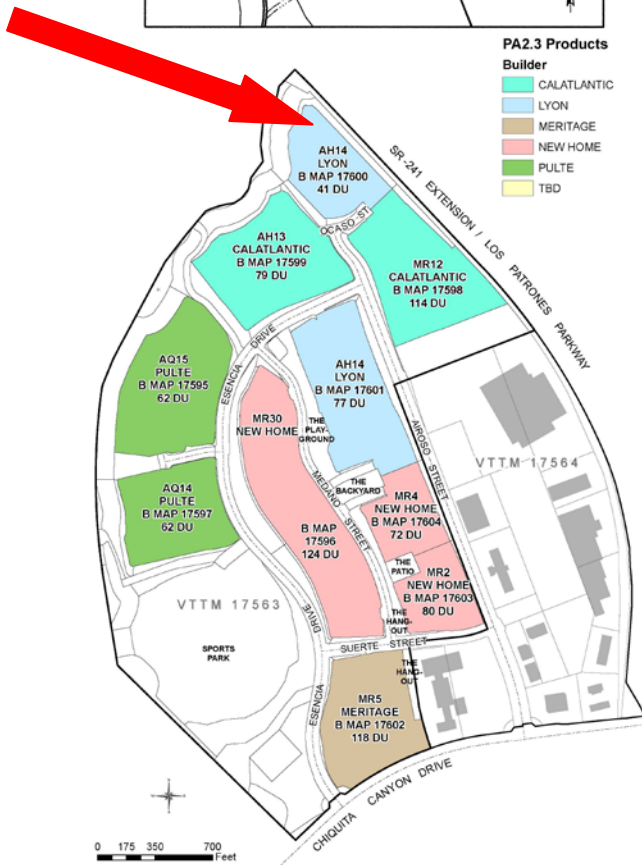 PA2.3 Products
Builder
CALATLANTIC
LYON
MERITAGE
NEW HOME
PULTE
TBD
SR-241 EXTENSION / LOS PATRONES PARKWAY
AH14
LYON
B MAP 17600
41 DU
OCASO ST
AH13
CALATLANTIC
B MAP 17599
79 DU
MR12
CALATLANTIC
B MAP 17598
114 DU
ESENCIA DRIVE
AQ15
PULTE
B MAP 17595
62 DU
AH14
LYON
B MAP 17601
77 DU
MR30
NEW HOME
THE
PLAY-
GROUND
AIROSO STREET
VTTM 17564
THE
BACKYARD
MEDANO STREET
AQ14
PULTE
B MAP 17597
62 DU
MR4
NEW HOME
B MAP 17604
72 DU
B MAP
17596
124 DU
THE
PATIO
MR2
NEW HOME
B MAP 17603
80 DU
VTTM 17563
THE
HANG-
OUT
SPORTS
PARK
SUERTE STREET
THE
HANG-
OUT
ESENCIA DRIVE
MR5
MERITAGE
B MAP 17602
118 DU
CHIQUITA CANYON DRIVE
0 175 350 700
Feet